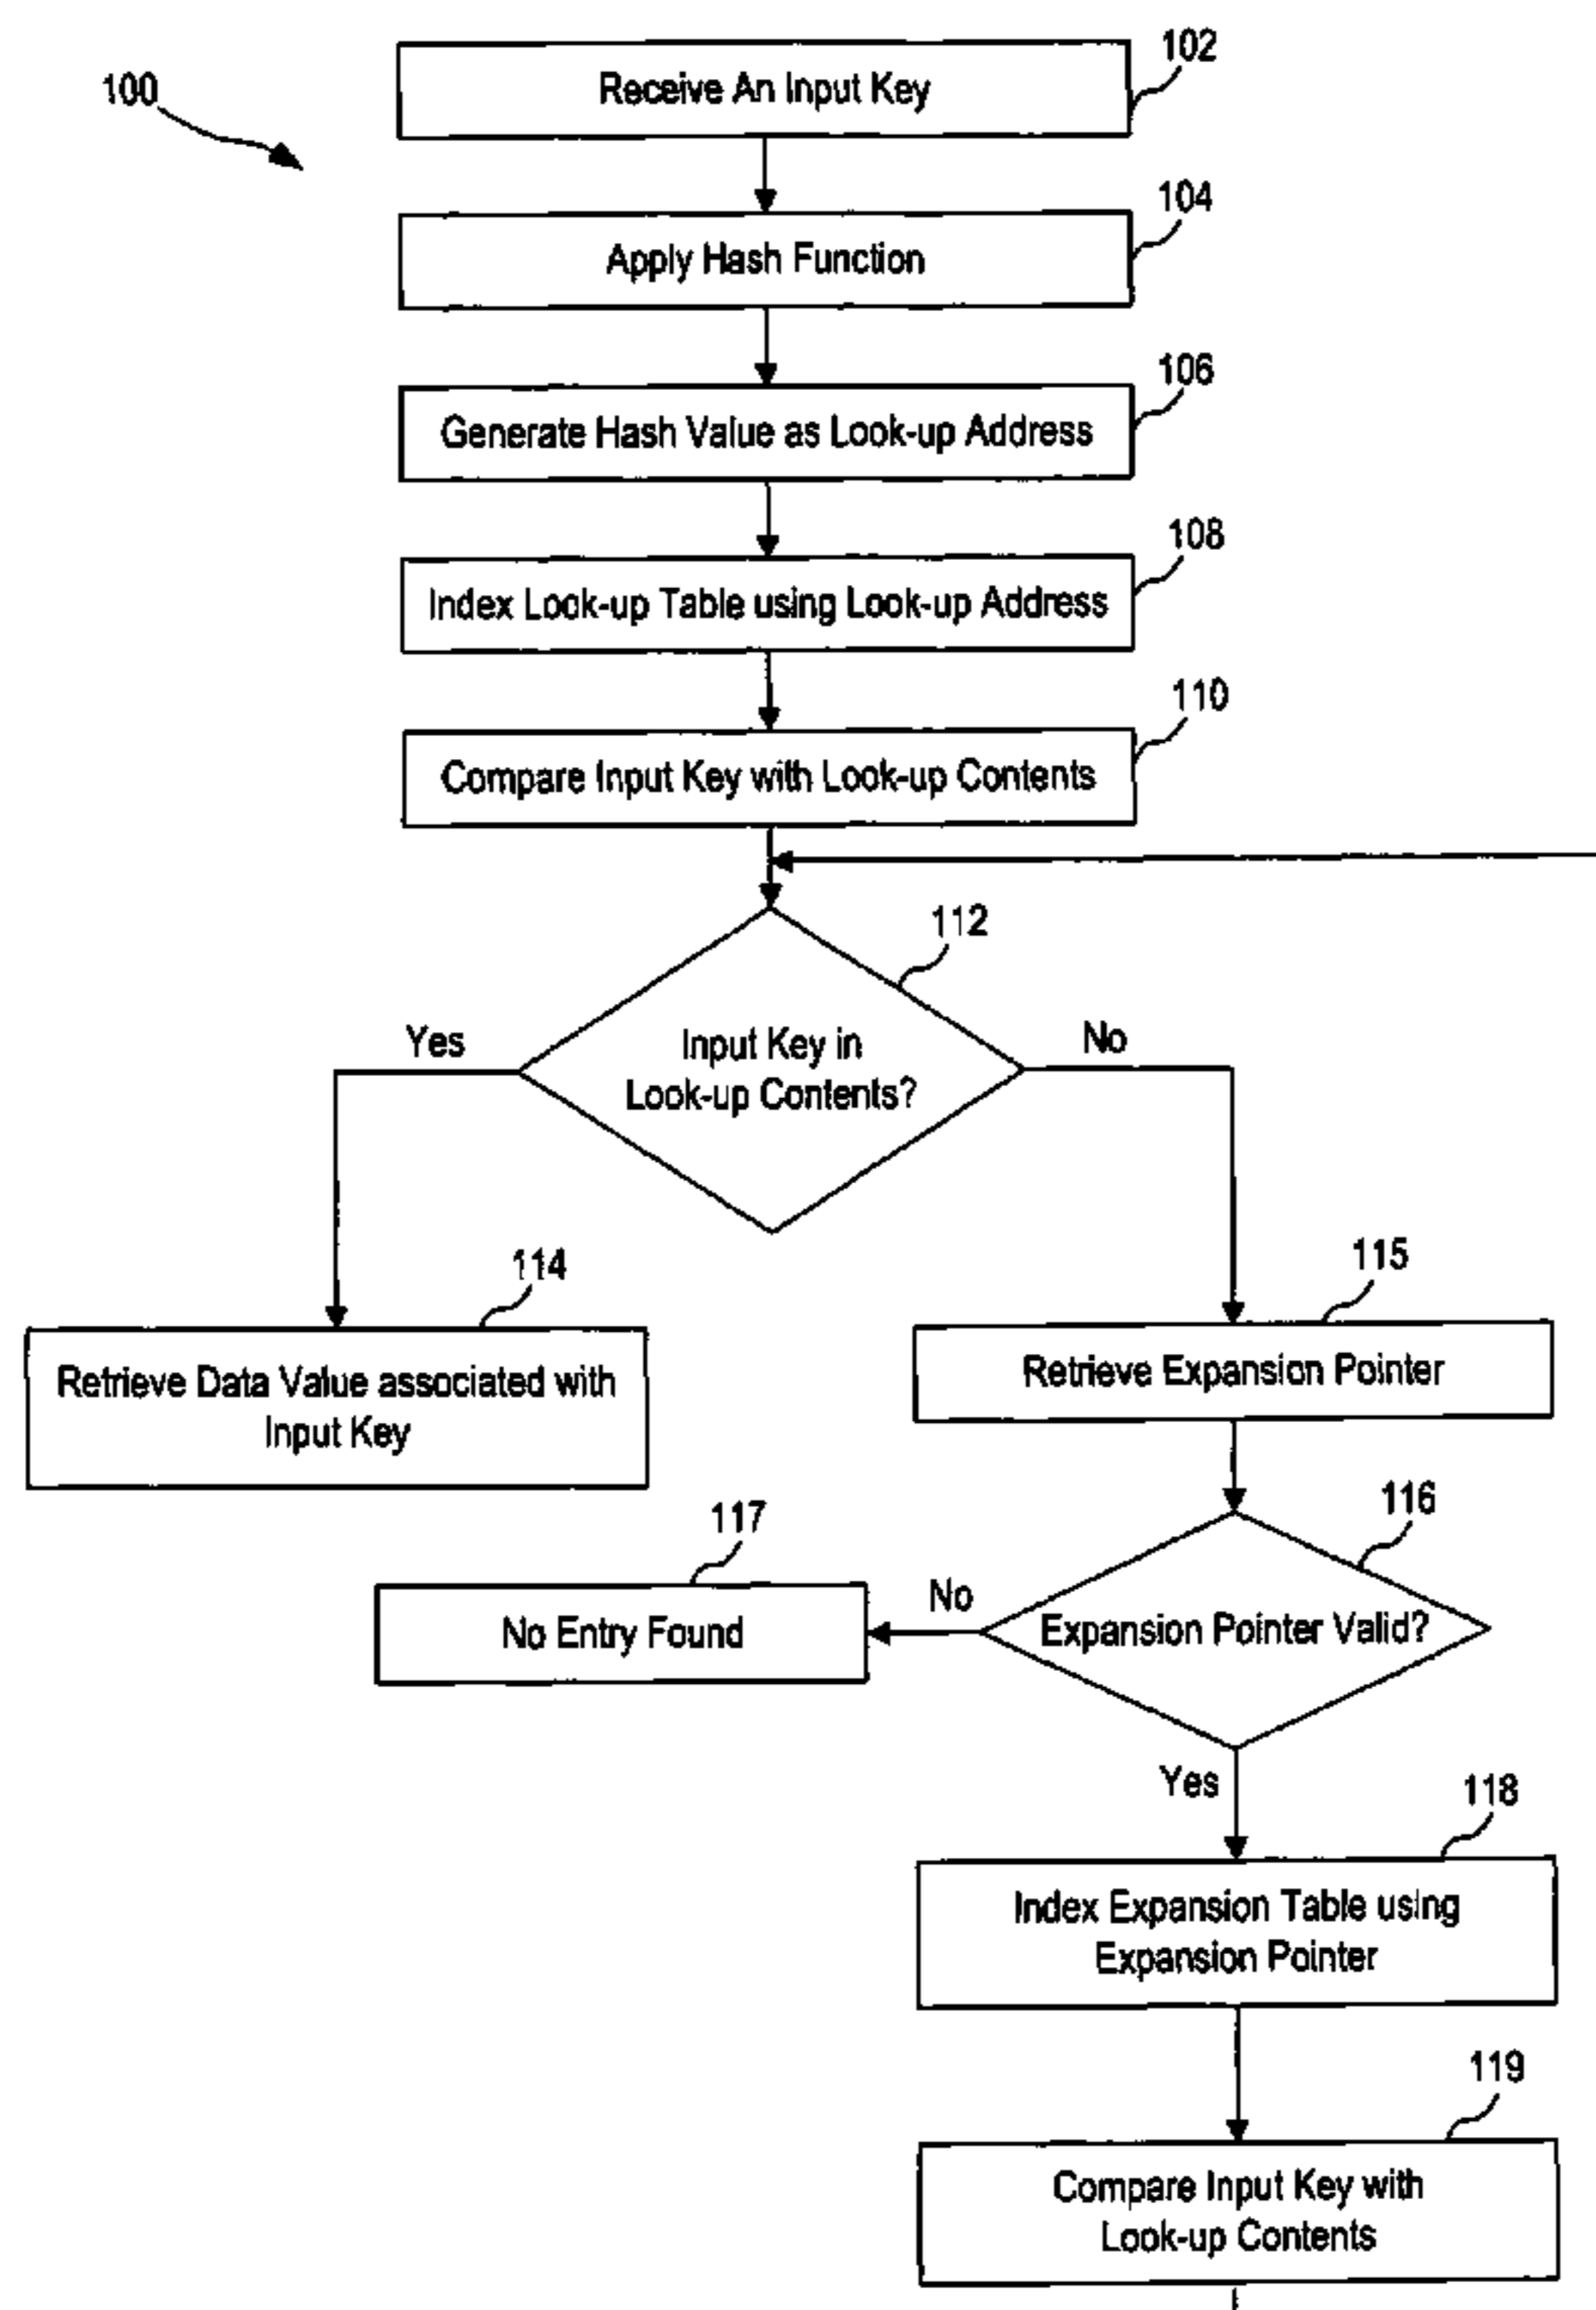 100
102
Receive An Input Key
104
Apply Hash Function
106
Generate Hash Value as Look-up Address
108
Index Look-up Table using Look-up Address
110
Compare Input Key with Look-up Contents
112
Input Key in
Look-up Contents?
Yes
No
114
Retrieve Data Value associated with
Input Key
115
Retrieve Expansion Pointer
116
Expansion Pointer Valid?
No
117
No Entry Found
Yes
118
Index Expansion Table using
Expansion Pointer
119
Compare Input Key with
Look-up Contents